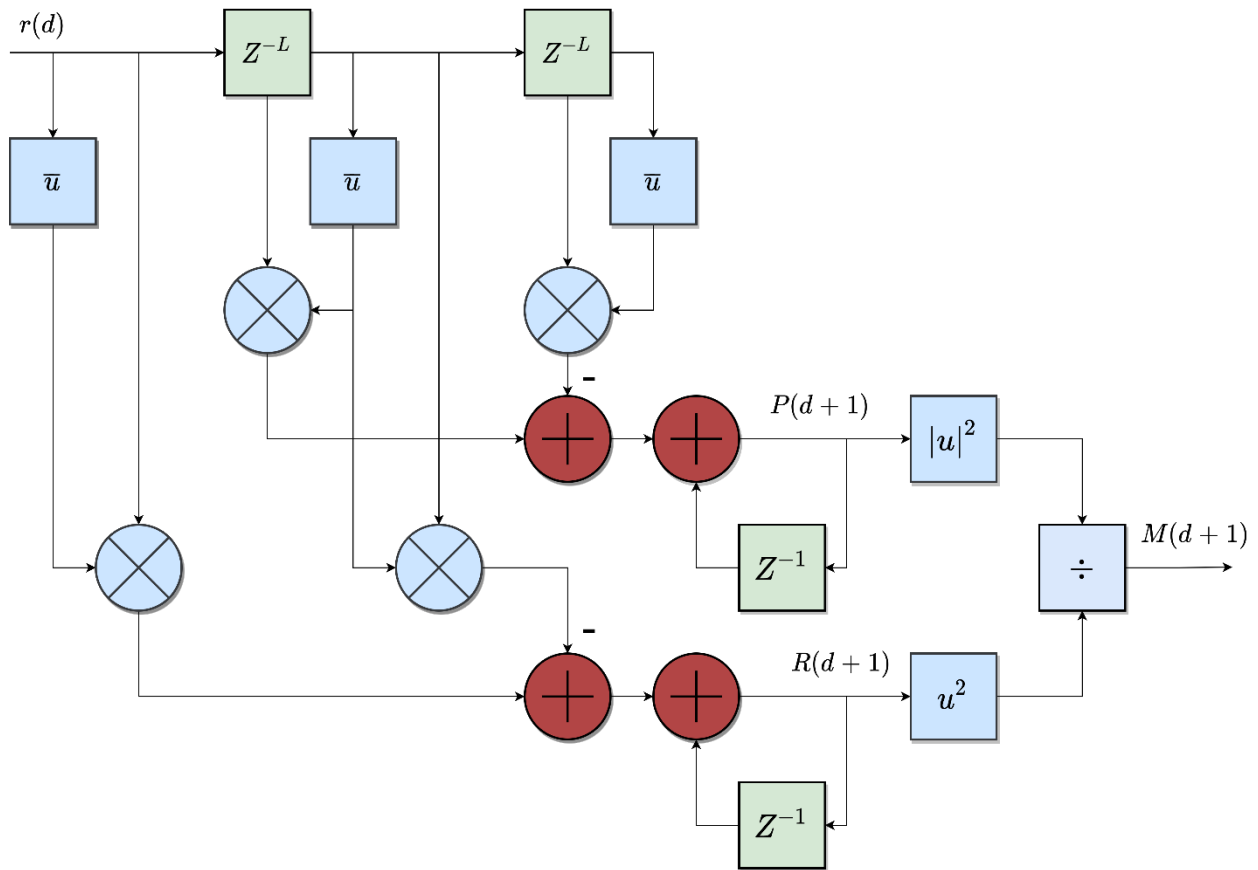 r(d)
Z^{-L}
Z^{-L}
u̅
u̅
u̅
-
P(d + 1)
|u|^2
Z^{-1}
÷
M(d + 1)
-
R(d + 1)
u^2
Z^{-1}